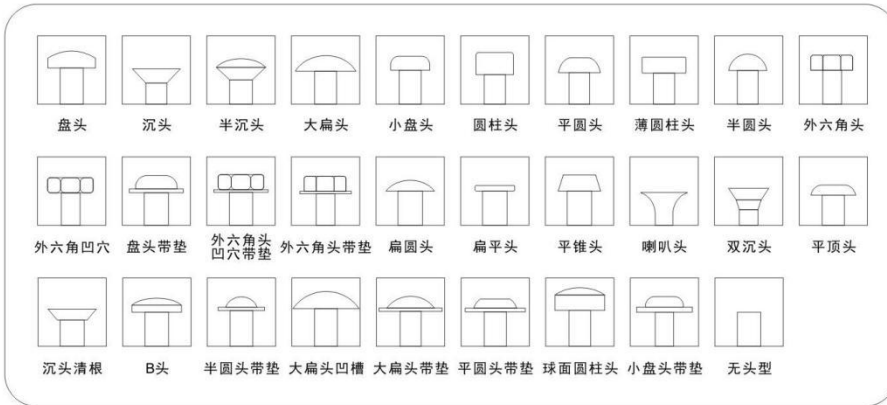 盘头 沉头 半沉头 大扁头 小盘头 圆柱头 平圆头 薄圆柱头 半圆头 外六角头
外六角凹穴 盘头带垫 外六角头凹穴带垫 外六角头带垫 扁圆头 扁平头 平锥头 喇叭头 双沉头 平顶头
沉头清根 B头 半圆头带垫 大扁头凹槽 大扁头带垫 平圆头带垫 球面圆柱头 小盘头带垫 无头型